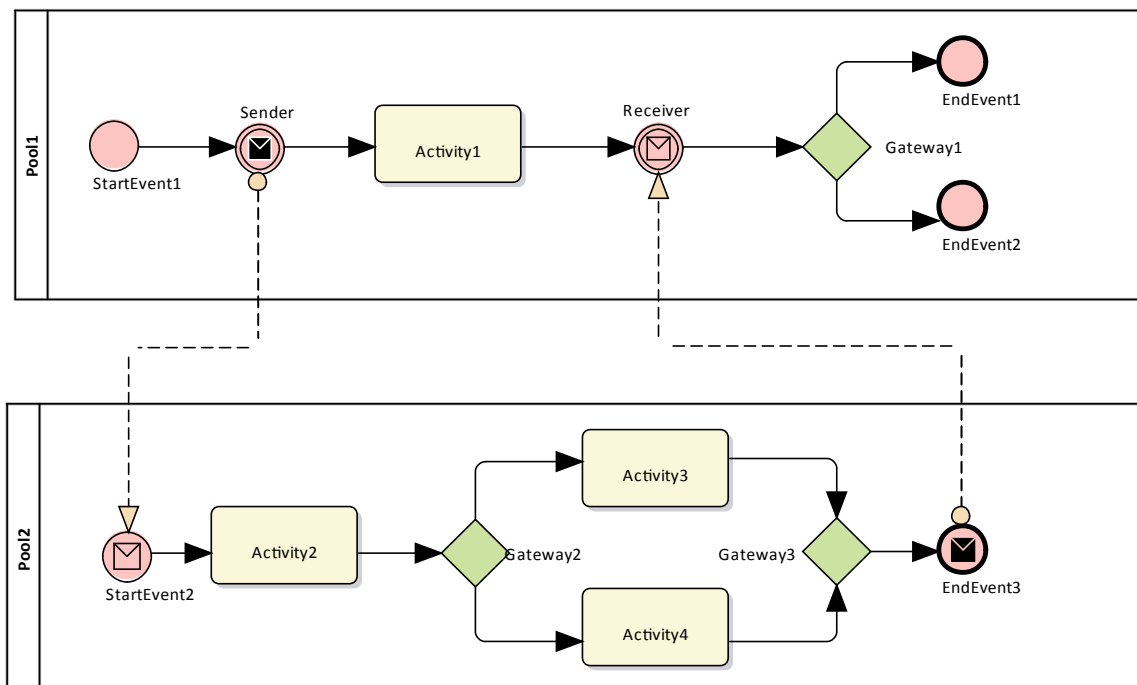 Pool1
StartEvent1
Sender
Activity1
Receiver
Gateway1
EndEvent1
EndEvent2
Pool2
StartEvent2
Activity2
Gateway2
Activity3
Activity4
Gateway3
EndEvent3